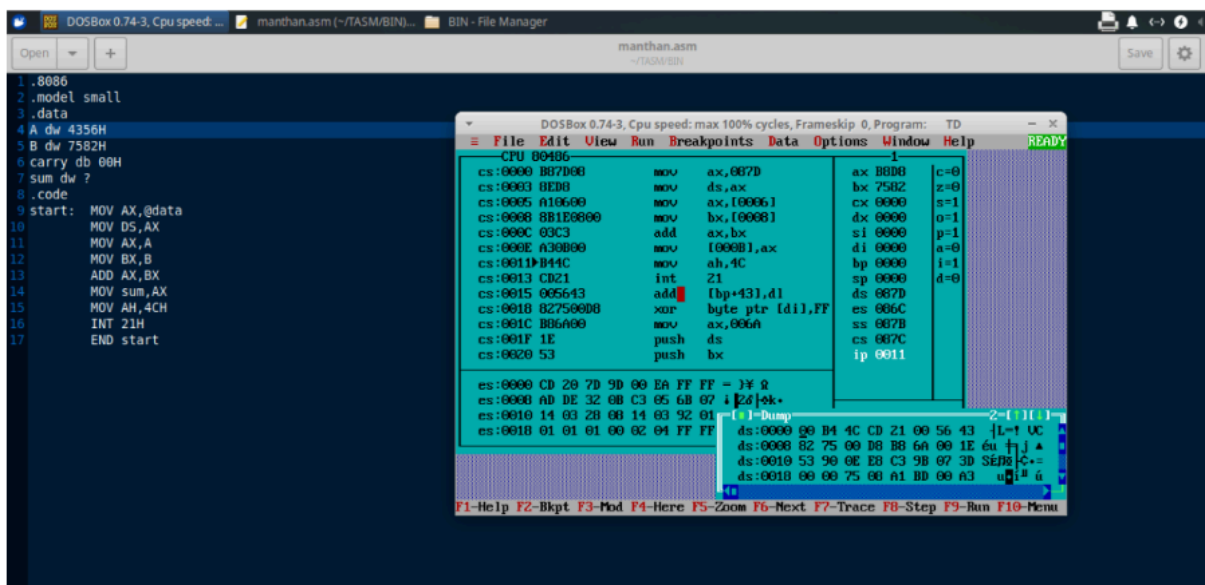 DOSBox 0.74-3, Cpu speed: ... manthan.asm (~/TASM/BIN)... BIN - File Manager
Open + manthan.asm Save
~/TASM/BIN
1 .8086
2 .model small
3 .data
4 A dw 4356H
5 B dw 7582H
6 carry db 00H
7 sum dw ?
8 .code
9 start: MOV AX,@data
10 MOV DS,AX
11 MOV AX,A
12 MOV BX,B
13 ADD AX,BX
14 MOV sum,AX
15 MOV AH,4CH
16 INT 21H
17 END start
DOSBox 0.74-3, Cpu speed: max 100% cycles, Frameskip 0, Program: TD
≡ File Edit View Run Breakpoints Data Options Window Help READY
CPU 80486 1
cs:0000 B87D08 mov ax,087D ax B8D8 c=0
cs:0003 8ED8 mov ds,ax bx 7582 z=0
cs:0005 A10600 mov ax,[0006] cx 0000 s=1
cs:0008 8B1E0800 mov bx,[0008] dx 0000 o=1
cs:000C 03C3 add ax,bx si 0000 p=1
cs:000E A30B00 mov [000B],ax di 0000 a=0
cs:0011 B44C mov ah,4C bp 0000 i=1
cs:0013 CD21 int 21 sp 0000 d=0
cs:0015 005643 add [bp+43],dl ds 087D
cs:0018 827500D8 xor byte ptr [di],FF es 086C
cs:001C B86A00 mov ax,006A ss 087B
cs:001F 1E push ds cs 087C
cs:0020 53 push bx ip 0011
es:0000 CD 20 7D 9D 00 EA FF FF = }¥ Ω
es:0008 AD DE 32 0B C3 05 6B 07
es:0010 14 03 28 08 14 03 92 01
es:0018 01 01 01 00 02 04 FF FF
Dump 2
ds:0000 00 B4 4C CD 21 00 56 43 ┤L=! VC
ds:0008 82 75 00 D8 B8 6A 00 1E
ds:0010 53 90 0E E8 C3 9B 07 3D
ds:0018 00 00 75 08 A1 BD 00 A3
F1-Help F2-Bkpt F3-Mod F4-Here F5-Zoom F6-Next F7-Trace F8-Step F9-Run F10-Menu